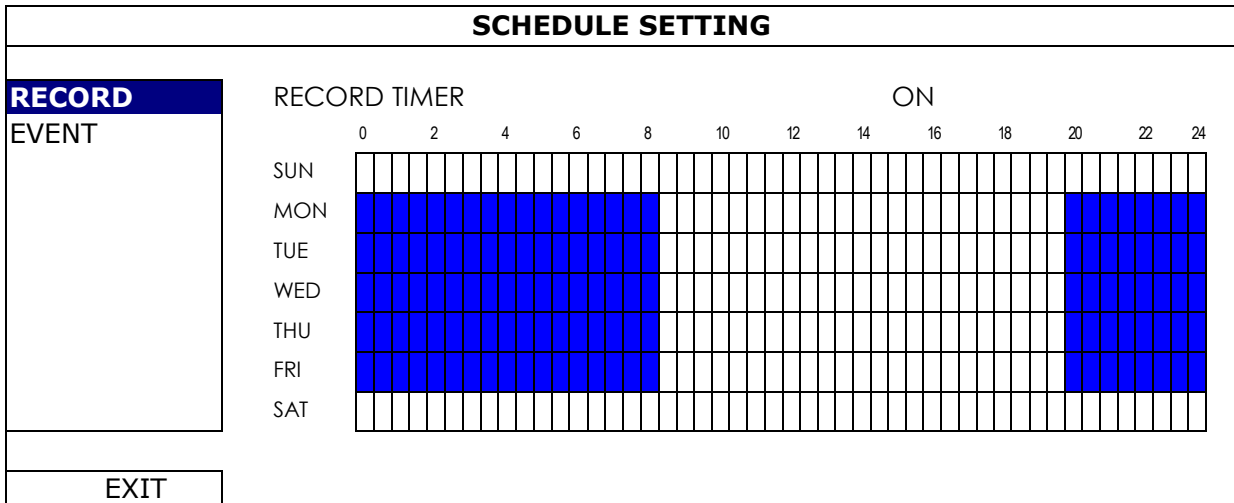 SCHEDULE SETTING
RECORD
EVENT
RECORD TIMER ON
0 2 4 6 8 10 12 14 16 18 20 22 24
SUN
MON
TUE
WED
THU
FRI
SAT
EXIT